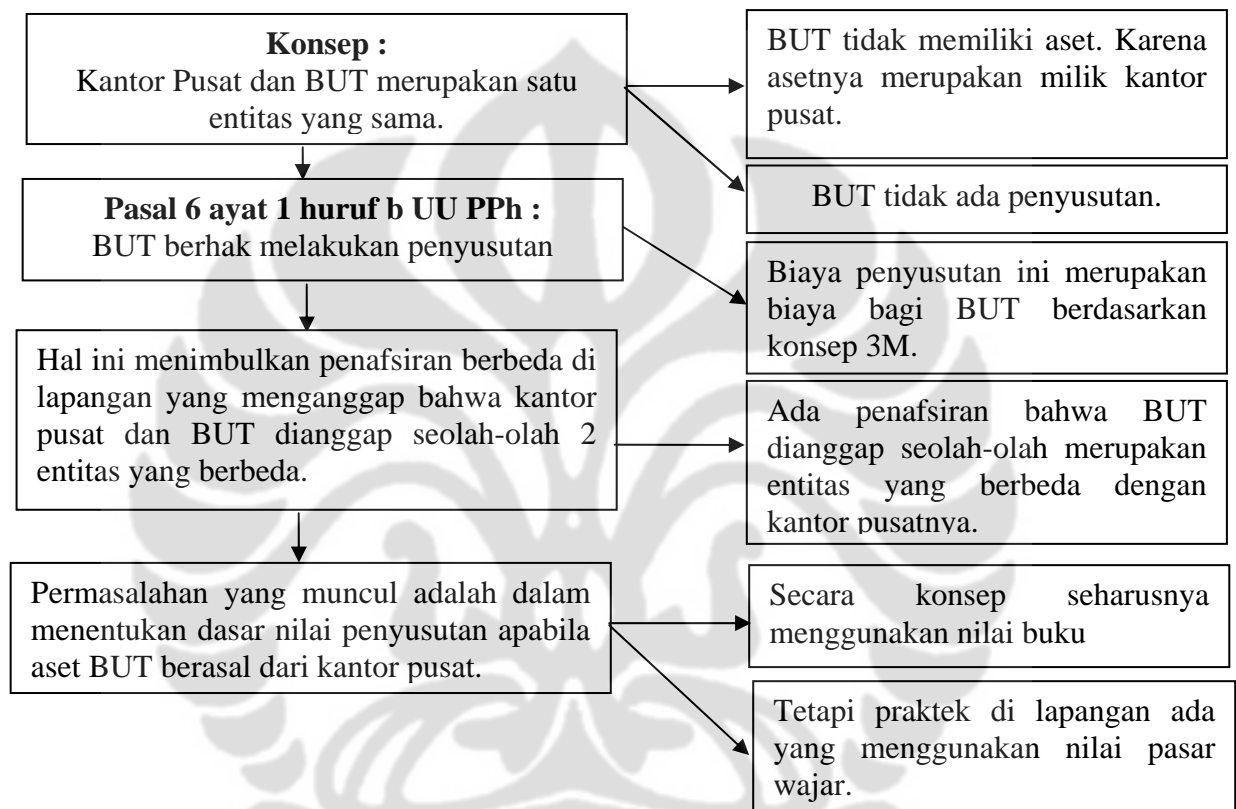 Konsep :
Kantor Pusat dan BUT merupakan satu
entitas yang sama.
BUT tidak memiliki aset. Karena
asetnya merupakan milik kantor
pusat.
BUT tidak ada penyusutan.
Pasal 6 ayat 1 huruf b UU PPh :
BUT berhak melakukan penyusutan
Biaya penyusutan ini merupakan
biaya bagi BUT berdasarkan
konsep 3M.
Hal ini menimbulkan penafsiran berbeda di
lapangan yang menganggap bahwa kantor
pusat dan BUT dianggap seolah-olah 2
entitas yang berbeda.
Ada penafsiran bahwa BUT
dianggap seolah-olah merupakan
entitas yang berbeda dengan
kantor pusatnya.
Permasalahan yang muncul adalah dalam
menentukan dasar nilai penyusutan apabila
aset BUT berasal dari kantor pusat.
Secara konsep seharusnya
menggunakan nilai buku
Tetapi praktek di lapangan ada
yang menggunakan nilai pasar
wajar.